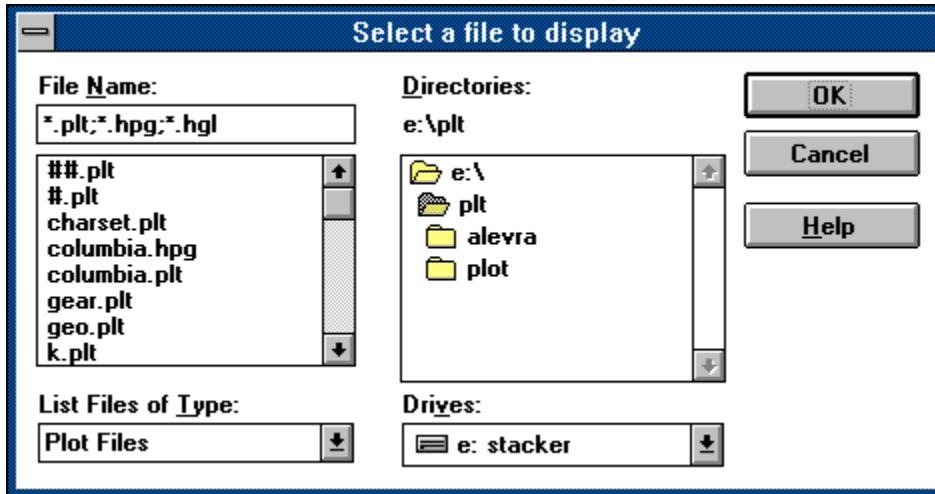 Select a file to display
File Name:
*.plt;*.hpg;*.hgl
##.plt
#.plt
charset.plt
columbia.hpg
columbia.plt
gear.plt
geo.plt
k.plt
List Files of Type:
Plot Files
Directories:
e:\plt
e:\
plt
alevra
plot
Drives:
e: stacker
OK
Cancel
Help